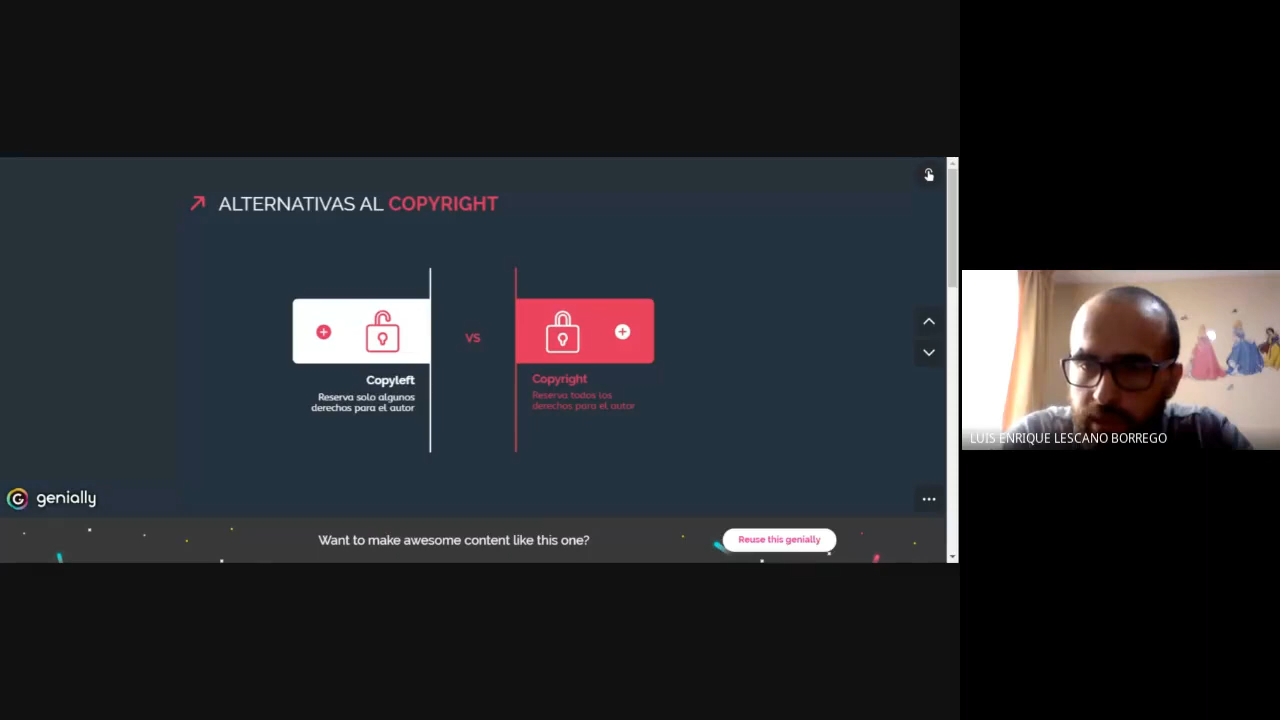 ALTERNATIVAS AL COPYRIGHT
VS
Copyleft
Reserva solo algunos
derechos para el autor
Copyright
Reserva todos los
derechos para el autor
genially
Want to make awesome content like this one?
Reuse this genially
LUIS ENRIQUE LESCANO BORREGO